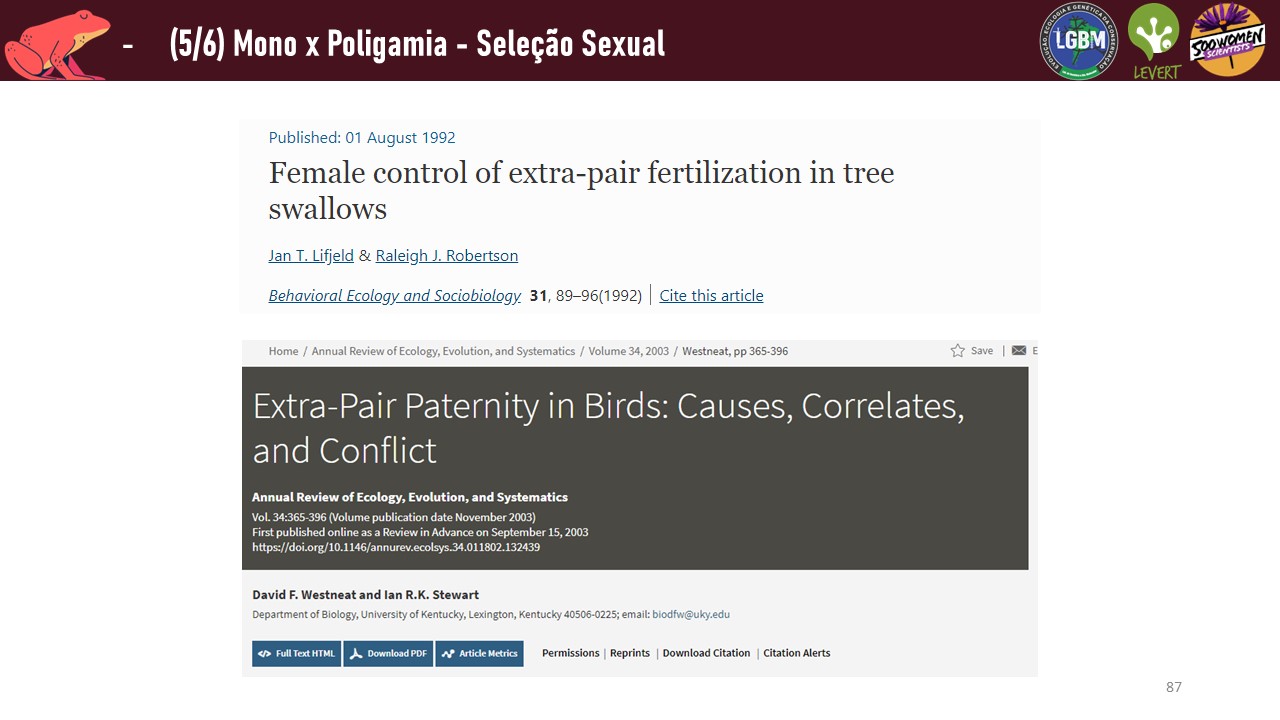 - (5/6) Mono x Poligamia - Seleção Sexual
LGBM
LEVERT
500 WOMEN
SCIENTISTS
Published: 01 August 1992
Female control of extra-pair fertilization in tree
swallows
Jan T. Lifjeld & Raleigh J. Robertson
Behavioral Ecology and Sociobiology 31, 89–96(1992) | Cite this article
Home / Annual Review of Ecology, Evolution, and Systematics / Volume 34, 2003 / Westneat, pp 365-396
Save | E
Extra-Pair Paternity in Birds: Causes, Correlates,
and Conflict
Annual Review of Ecology, Evolution, and Systematics
Vol. 34:365-396 (Volume publication date November 2003)
First published online as a Review in Advance on September 15, 2003
https://doi.org/10.1146/annurev.ecolsys.34.011802.132439
David F. Westneat and Ian R.K. Stewart
Department of Biology, University of Kentucky, Lexington, Kentucky 40506-0225; email: biodfw@uky.edu
</> Full Text HTML Download PDF Article Metrics Permissions | Reprints | Download Citation | Citation Alerts
87